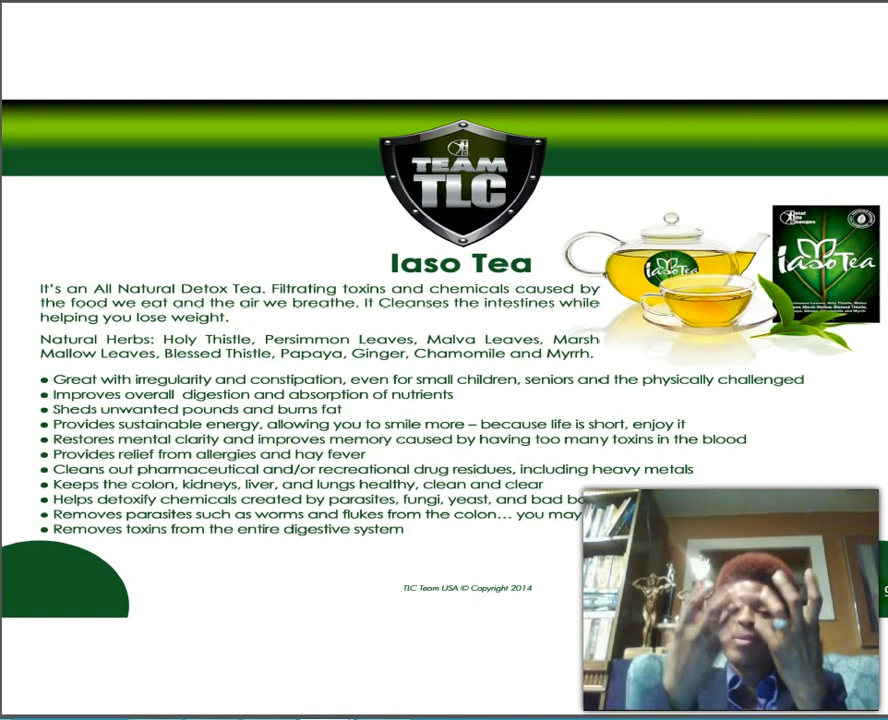 TEAM
TLC
Iaso Tea
It's an All Natural Detox Tea. Filtrating toxins and chemicals caused by
the food we eat and the air we breathe. It Cleanses the intestines while
helping you lose weight.
Natural Herbs: Holy Thistle, Persimmon Leaves, Malva Leaves, Marsh
Mallow Leaves, Blessed Thistle, Papaya, Ginger, Chamomile and Myrrh.
• Great with irregularity and constipation, even for small children, seniors and the physically challenged
• Improves overall digestion and absorption of nutrients
• Sheds unwanted pounds and burns fat
• Provides sustainable energy, allowing you to smile more – because life is short, enjoy it
• Restores mental clarity and improves memory caused by having too many toxins in the blood
• Provides relief from allergies and hay fever
• Cleans out pharmaceutical and/or recreational drug residues, including heavy metals
• Keeps the colon, kidneys, liver, and lungs healthy, clean and clear
• Helps detoxify chemicals created by parasites, fungi, yeast, and bad
• Removes parasites such as worms and flukes from the colon... you may
• Removes toxins from the entire digestive system
TLC Team USA © Copyright 2014
iasoTea
Total
Life
Changes
iasoTea